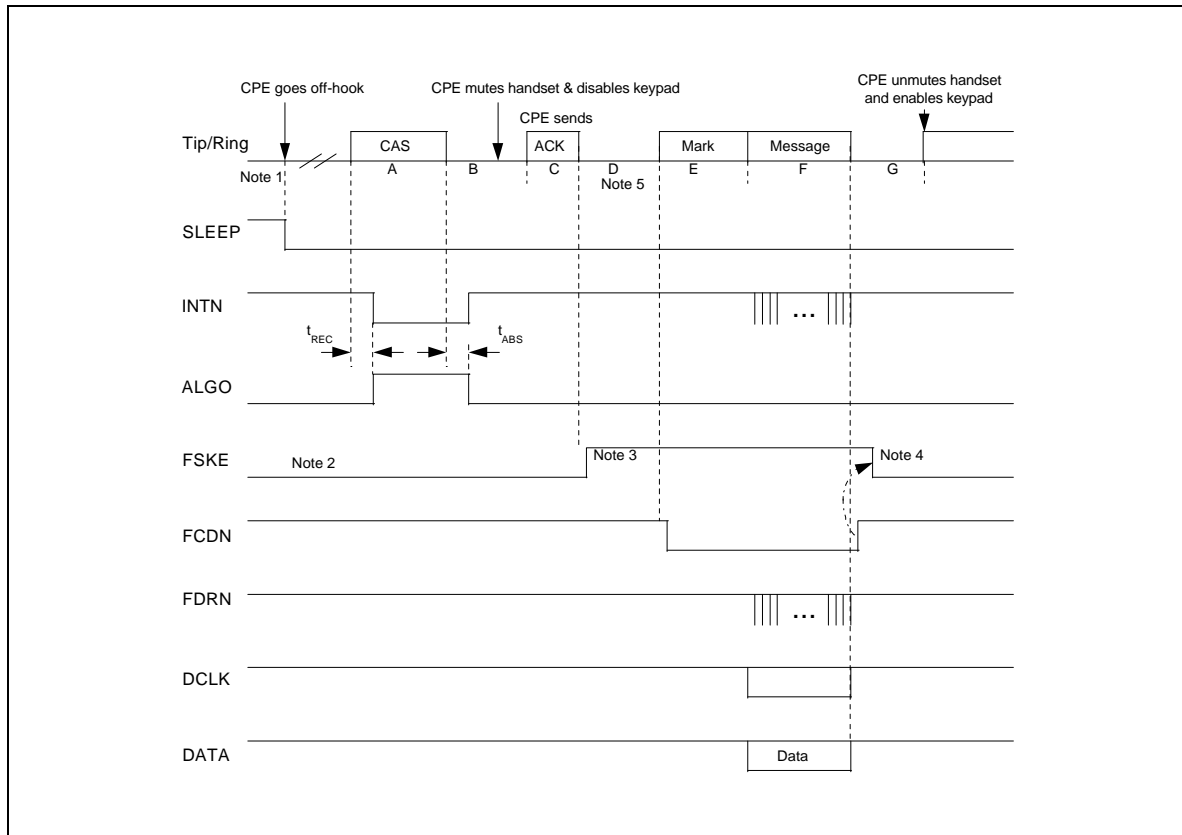 CPE goes off-hook
CPE mutes handset & disables keypad
CPE unmutes handset
and enables keypad
CPE sends
Tip/Ring
CAS
ACK
Mark
Message
Note 1
A
B
C
D
E
F
G
Note 5
SLEEP
INTN
...
tREC
tABS
ALGO
FSKE
Note 2
Note 3
Note 4
FCDN
FDRN
...
DCLK
DATA
Data